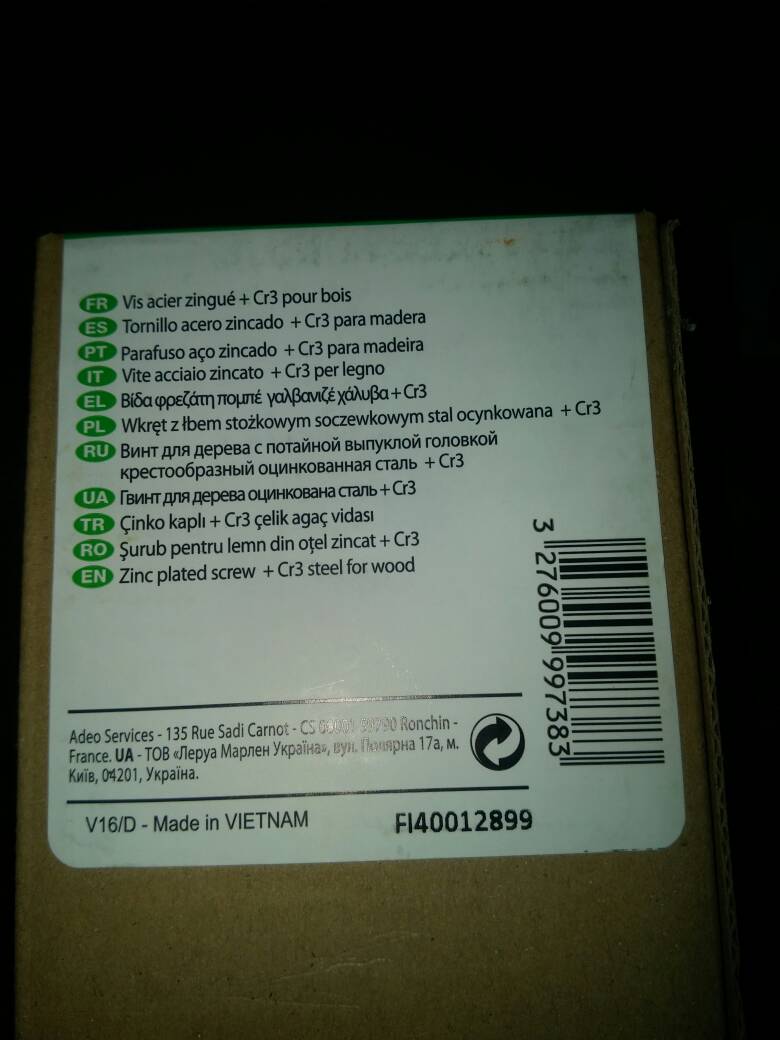 FR Vis acier zingué + Cr3 pour bois
ES Tornillo acero zincado + Cr3 para madera
PT Parafuso aço zincado + Cr3 para madeira
IT Vite acciaio zincato + Cr3 per legno
EL Βίδα φρεζάτη πομπέ γαλβανιζέ χάλυβα + Cr3
PL Wkręt z łbem stożkowym soczewkowym stal ocynkowana + Cr3
RU Винт для дерева с потайной выпуклой головкой
крестообразный оцинкованная сталь + Cr3
UA Гвинт для дерева оцинкована сталь + Cr3
TR Çinko kaplı + Cr3 çelik agaç vidası
RO Şurub pentru lemn din oțel zincat + Cr3
EN Zinc plated screw + Cr3 steel for wood
3 276009 997383
Adeo Services - 135 Rue Sadi Carnot - CS 00001 59790 Ronchin -
France. UA - ТОВ «Леруа Мерлен Україна», вул. Полярна 17а, м.
Київ, 04201, Україна.
V16/D - Made in VIETNAM
FI40012899